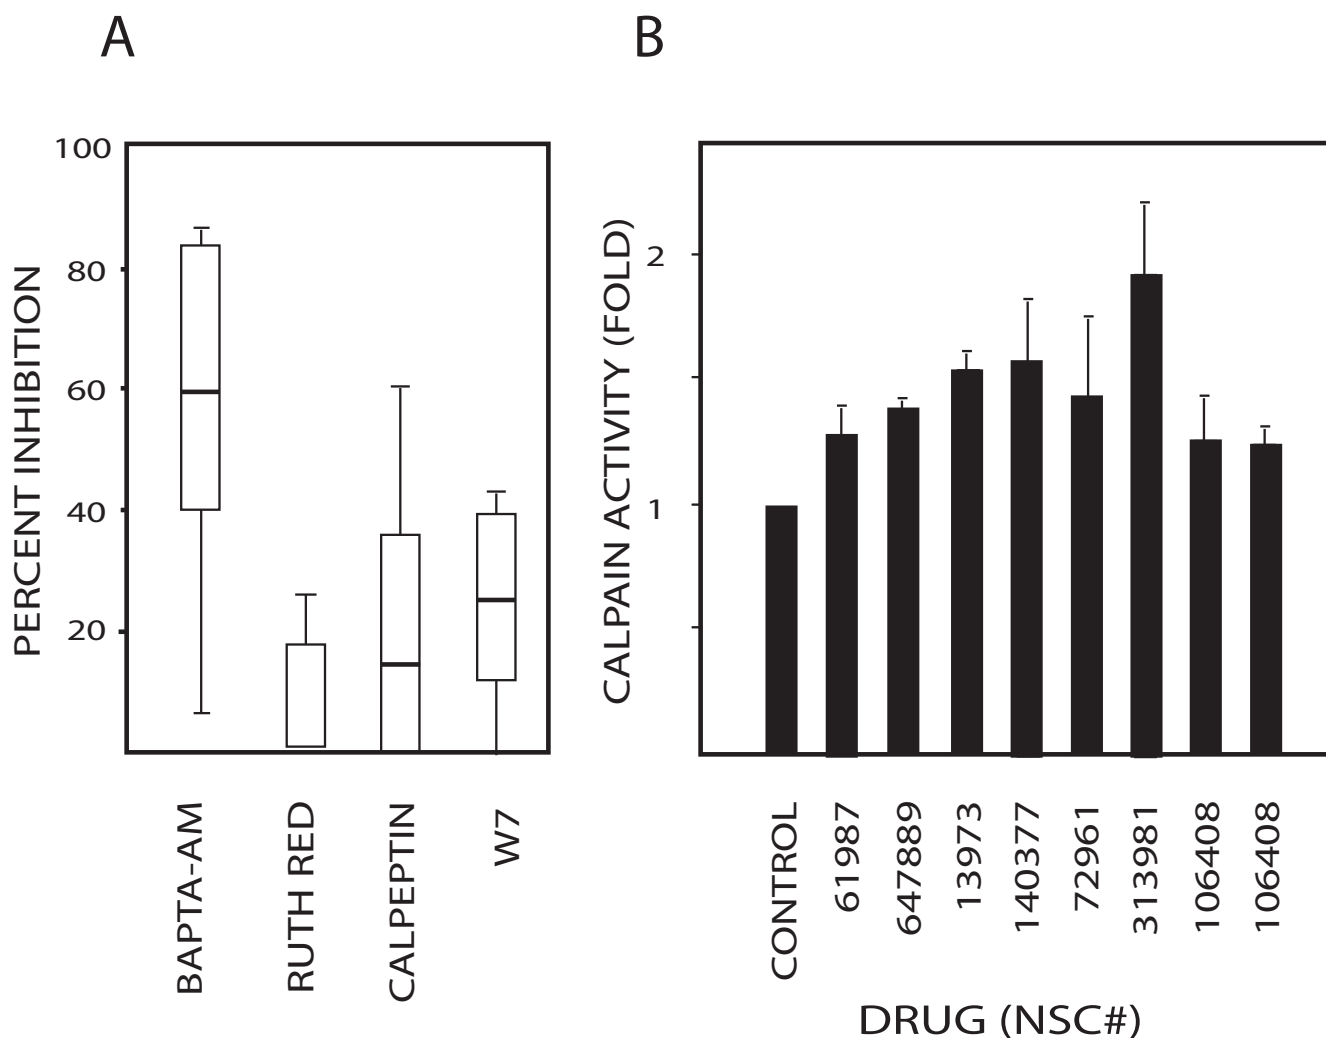 A
B
100
80
60
40
20
PERCENT INHIBITION
BAPTA-AM
RUTH RED
CALPEPTIN
W7
2
1
CALPAIN ACTIVITY (FOLD)
CONTROL
61987
647889
13973
140377
72961
313981
106408
106408
DRUG (NSC#)